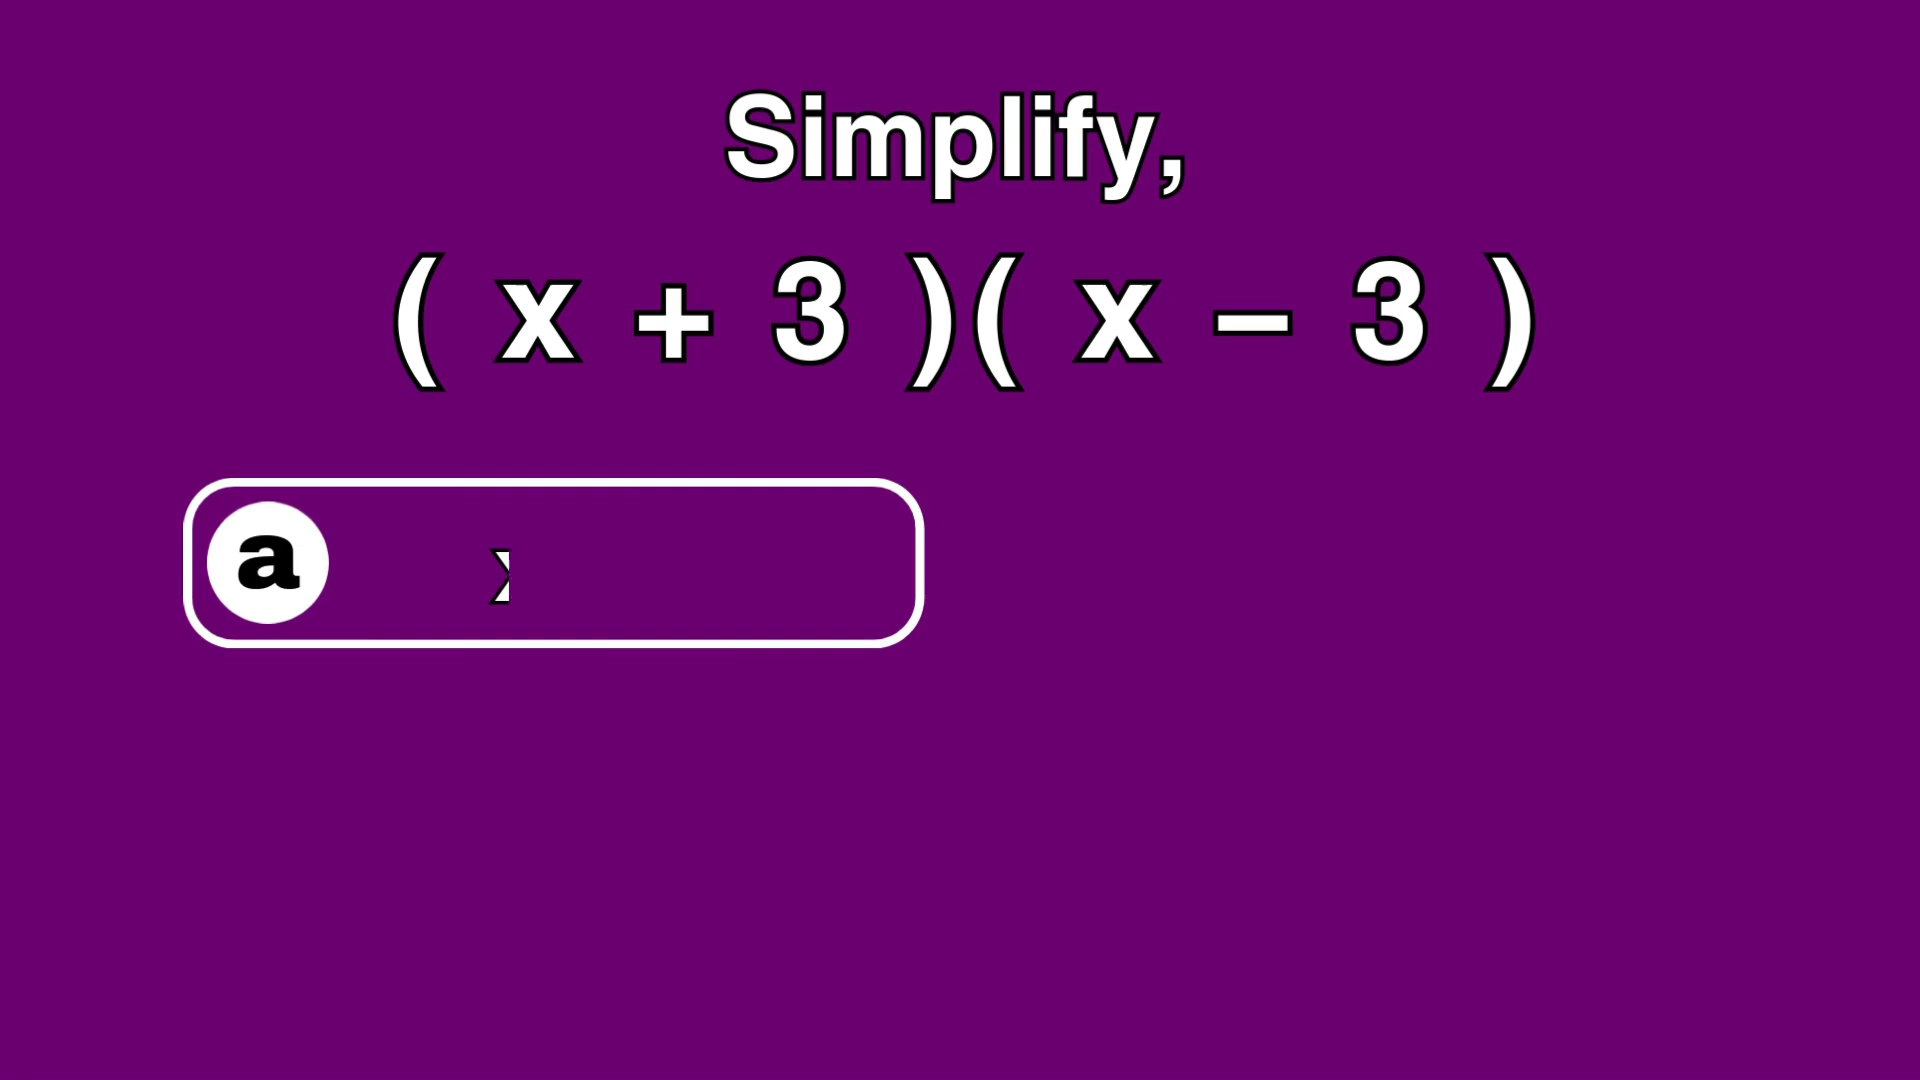 Simplify,
( x + 3 )( x – 3 )
a